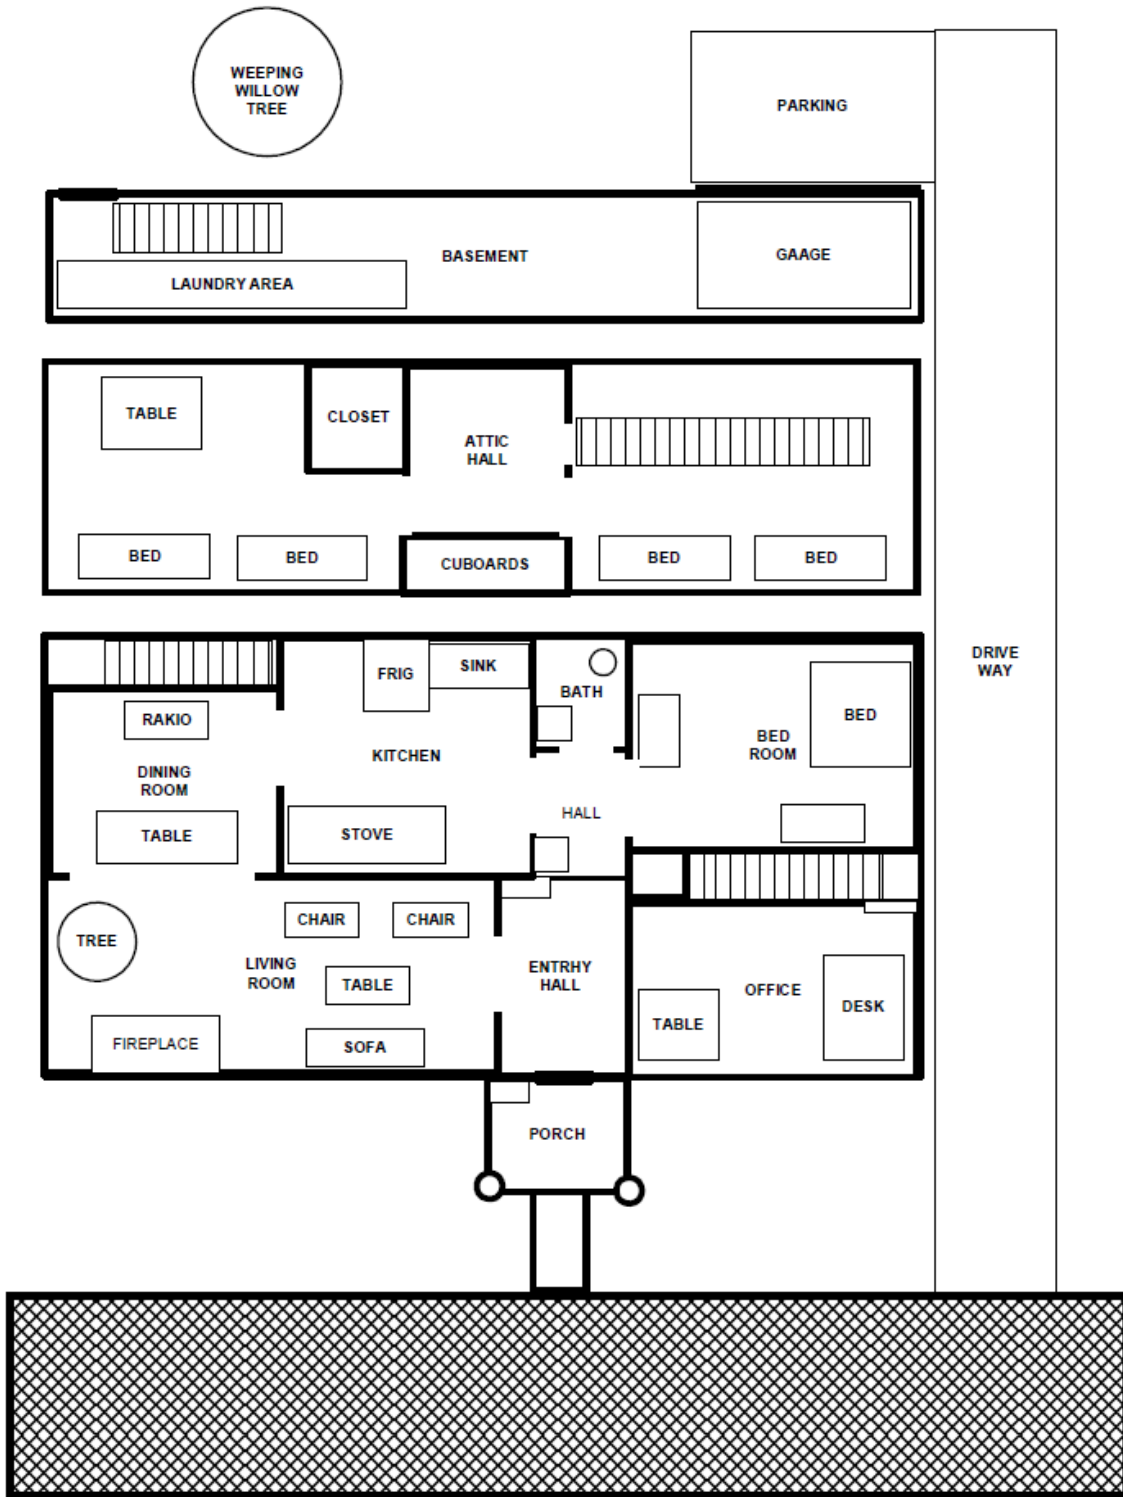 WEEPING
WILLOW
TREE
PARKING
BASEMENT
GAAGE
LAUNDRY AREA
TABLE
CLOSET
ATTIC
HALL
BED
BED
CUBOARDS
BED
BED
DRIVE
WAY
FRIG
SINK
BATH
BED
RAKIO
BED
ROOM
KITCHEN
DINING
ROOM
HALL
TABLE
STOVE
CHAIR
CHAIR
TREE
LIVING
ROOM
ENTRHY
HALL
TABLE
OFFICE
DESK
TABLE
FIREPLACE
SOFA
PORCH